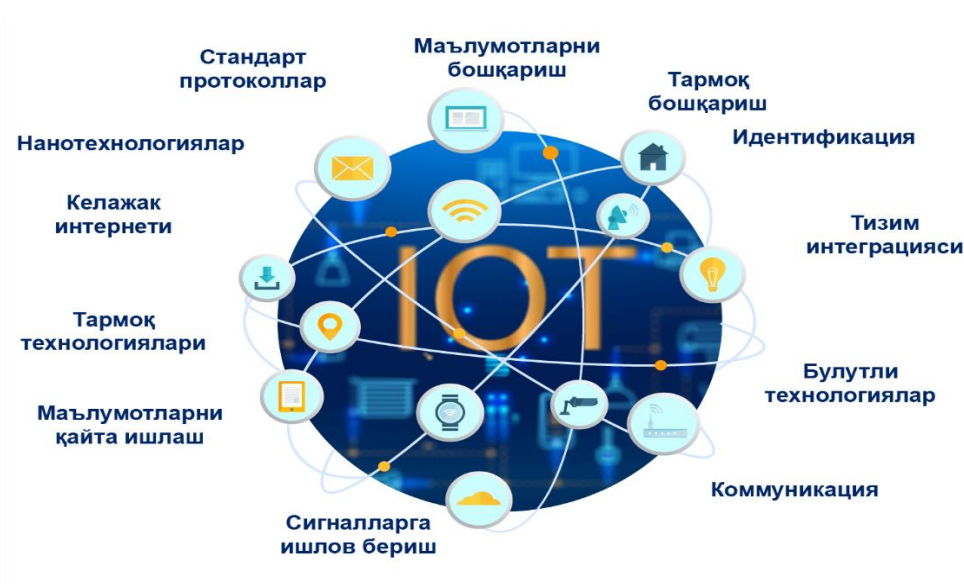 Стандарт
протоколлар
Маълумотларни
бошқариш
Тармоқ
бошқариш
Нанотехнологиялар
Идентификация
Келажак
интернети
Тизим
интеграцияси
IOT
Тармоқ
технологиялари
Булутли
технологиялар
Маълумотларни
қайта ишлаш
Коммуникация
Сигналларга
ишлов бериш